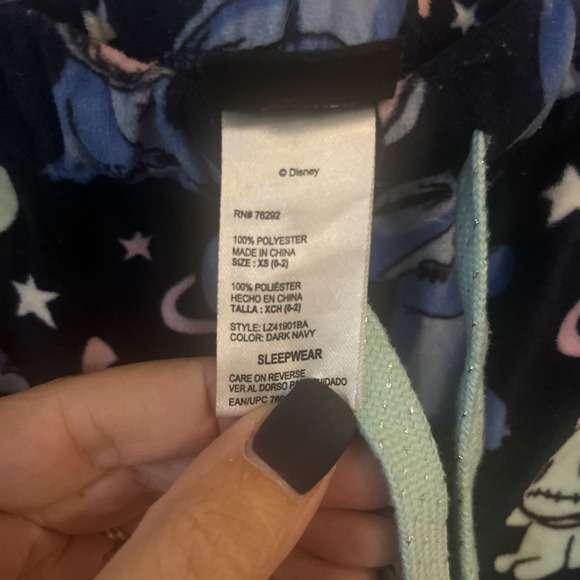 © Disney
RN# 76292
100% POLYESTER
MADE IN CHINA
SIZE : XS (0-2)
100% POLIÉSTER
HECHO EN CHINA
TALLA : XCH (0-2)
STYLE: LZ41901BA
COLOR: DARK NAVY
SLEEPWEAR
CARE ON REVERSE
VER AL DORSO
EAN/UPC